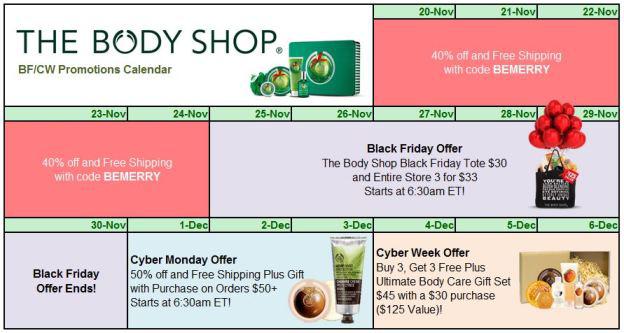 THE BODY SHOP®
BF/CW Promotions Calendar
20-Nov 21-Nov 22-Nov
40% off and Free Shipping
with code BEMERRY
23-Nov 24-Nov 25-Nov 26-Nov 27-Nov 28-Nov 29-Nov
40% off and Free Shipping
with code BEMERRY
Black Friday Offer
The Body Shop Black Friday Tote $30
and Entire Store 3 for $33
Starts at 6:30am ET!
30-Nov 1-Dec 2-Dec 3-Dec 4-Dec 5-Dec 6-Dec
Black Friday
Offer Ends!
Cyber Monday Offer
50% off and Free Shipping Plus Gift
with Purchase on Orders $50+
Starts at 6:30am ET!
Cyber Week Offer
Buy 3, Get 3 Free Plus
Ultimate Body Care Gift Set
$45 with a $30 purchase
($125 Value)!